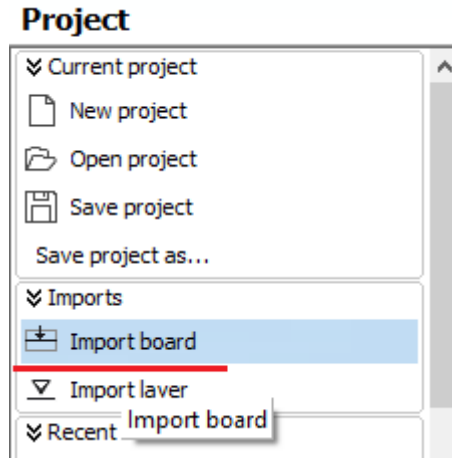 Project
Current project
New project
Open project
Save project
Save project as...
Imports
Import board
Import laver
Import board
Recent